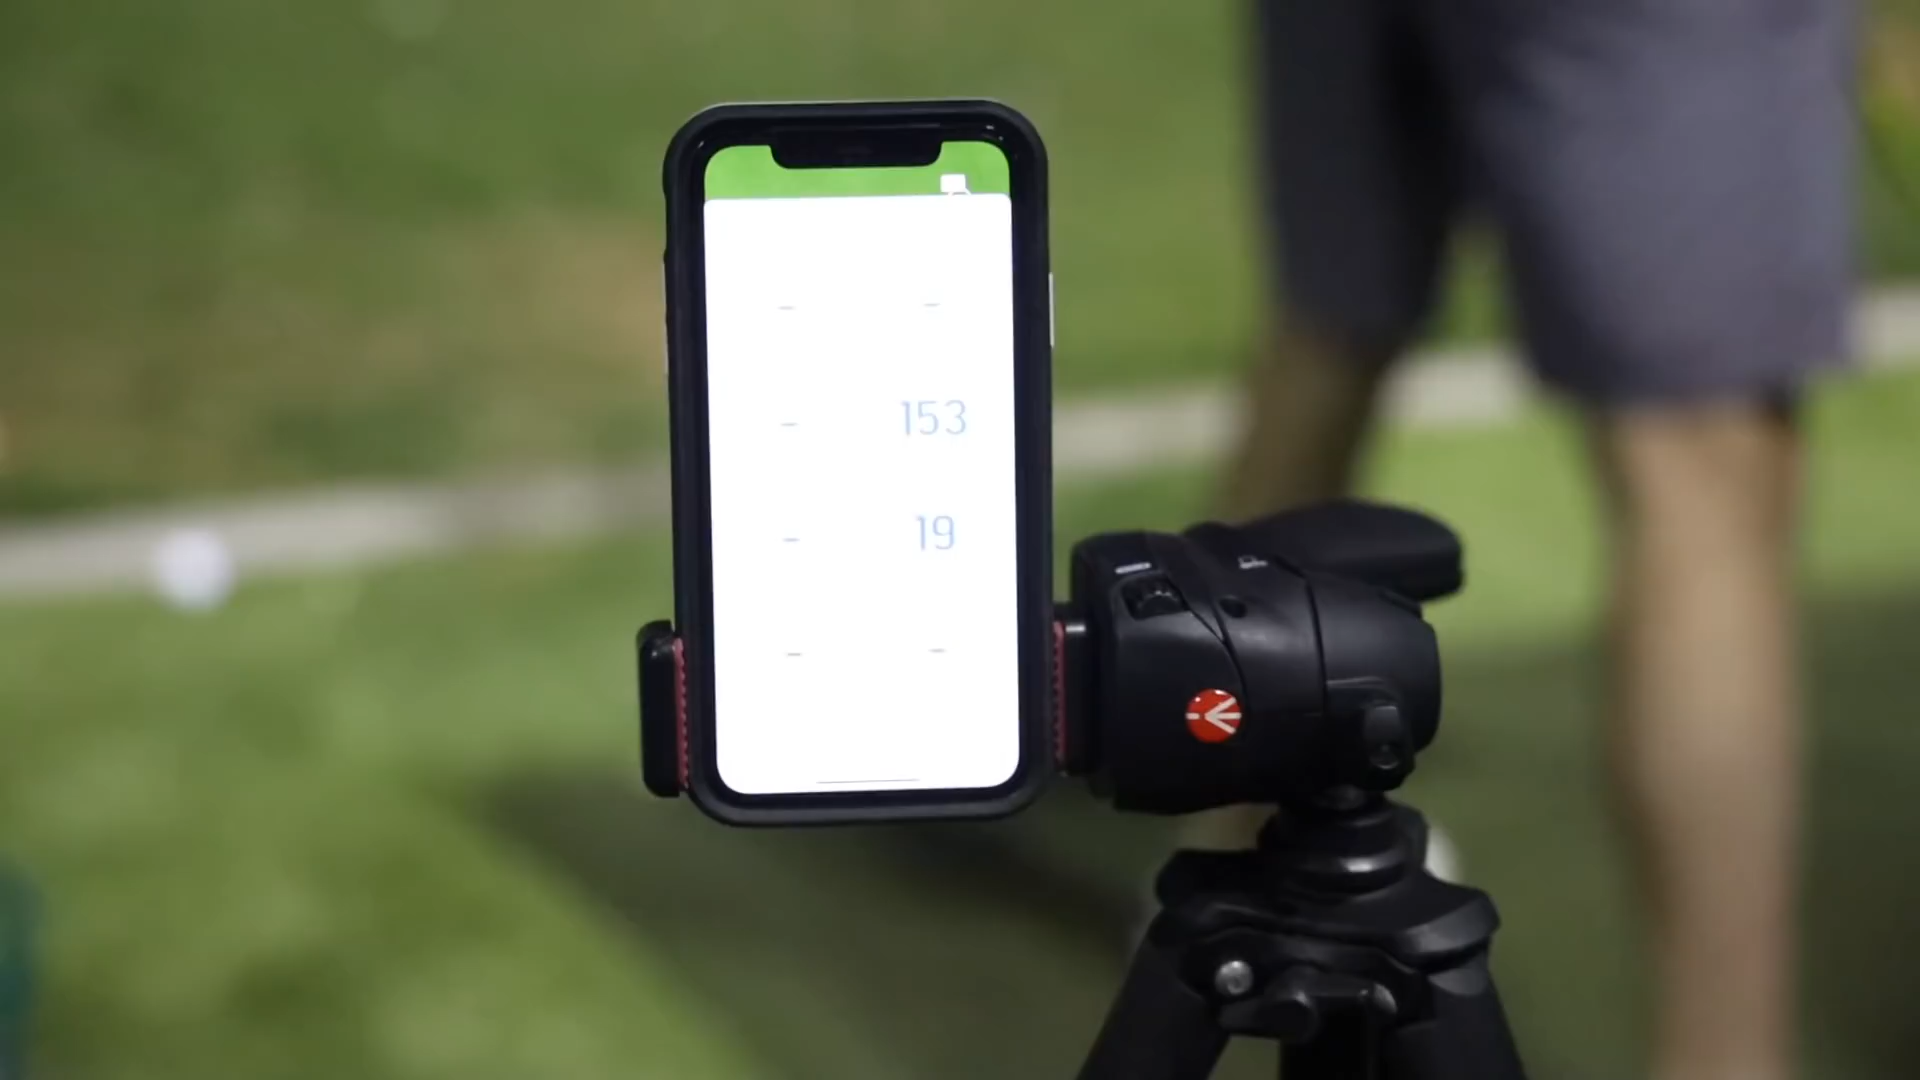 – –
– 153
– 19
– –